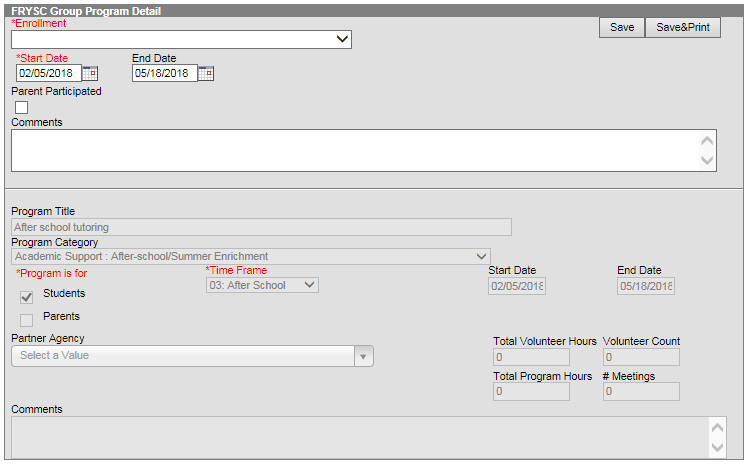 FRYSC Group Program Detail
*Enrollment
Save Save&Print
*Start Date End Date
02/05/2018 05/18/2018
Parent Participated
Comments
Program Title
After school tutoring
Program Category
Academic Support : After-school/Summer Enrichment
*Program is for *Time Frame Start Date End Date
Students 03: After School 02/05/2018 05/18/2018
Parents
Partner Agency Total Volunteer Hours Volunteer Count
Select a Value 0 0
Total Program Hours # Meetings
0 0
Comments